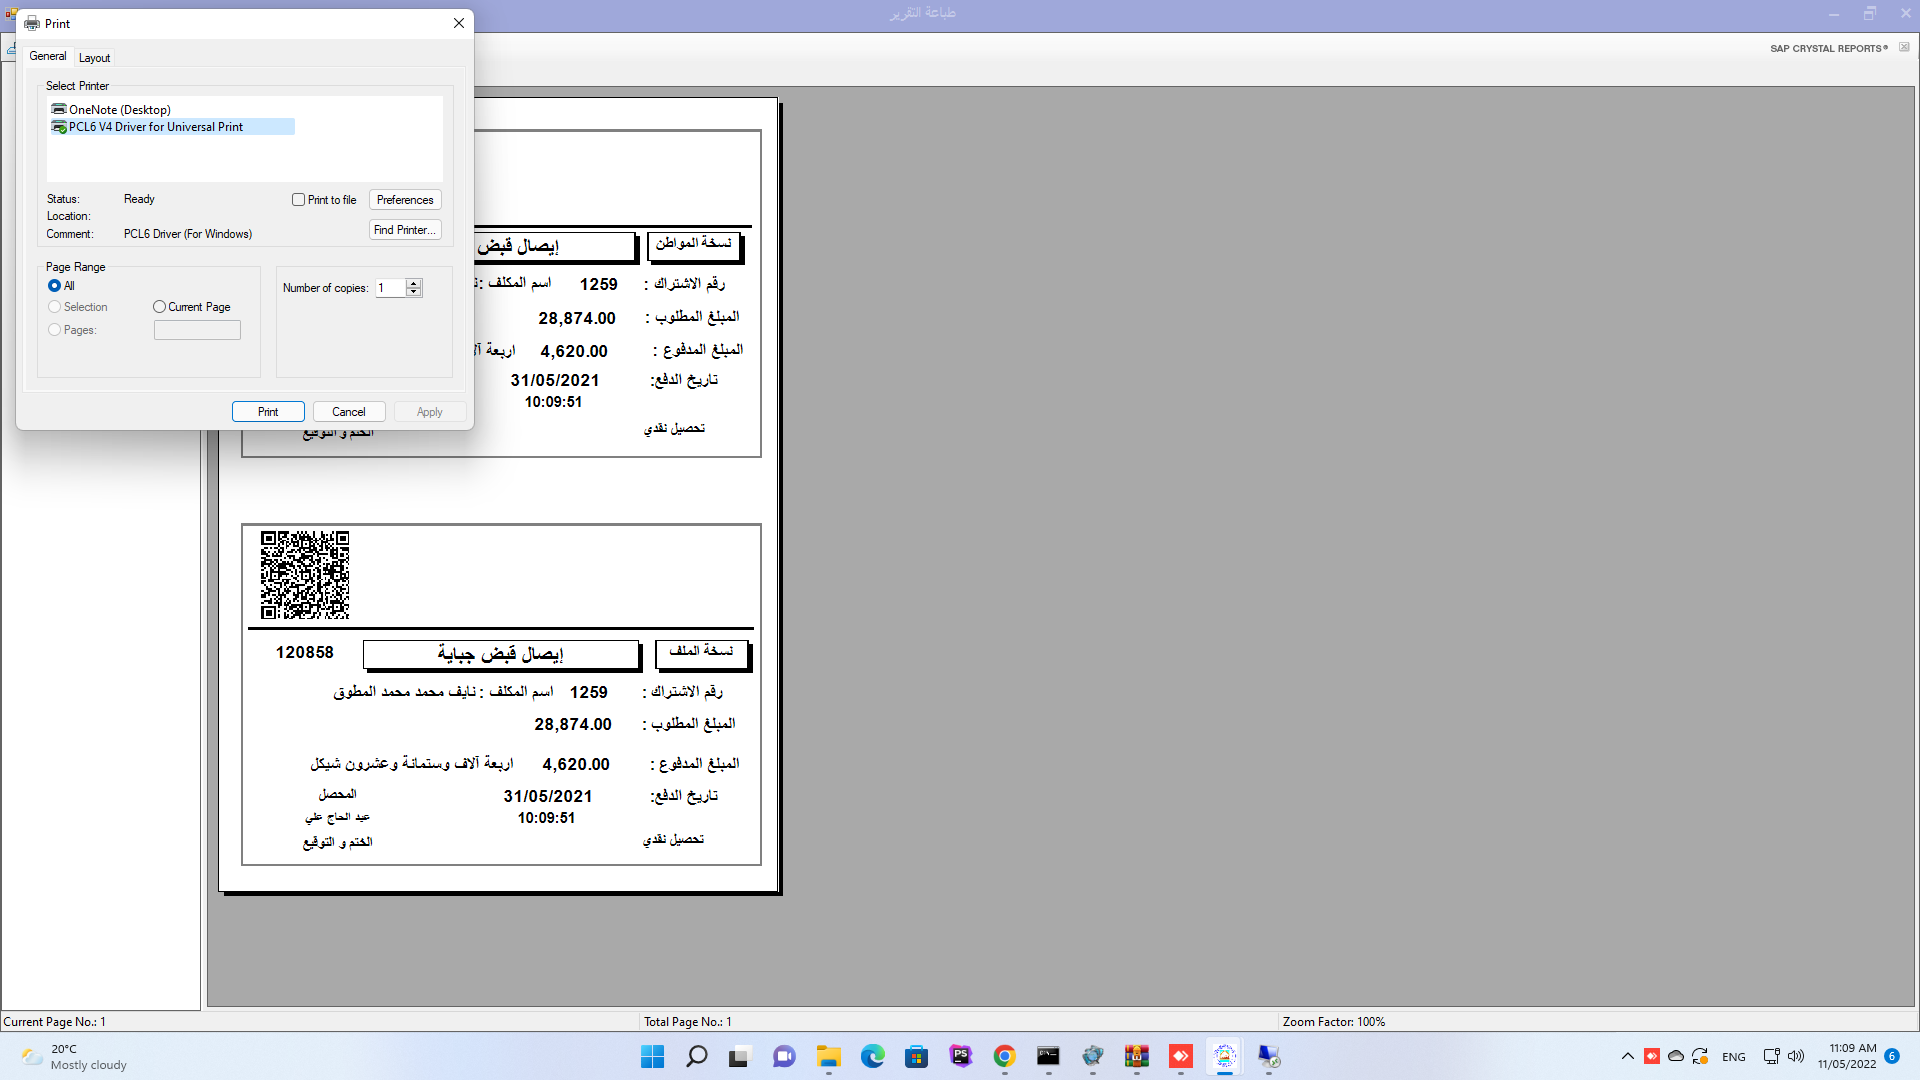 Print
طباعة التقرير
SAP CRYSTAL REPORTS®
General
Layout
Select Printer
OneNote (Desktop)
PCL6 V4 Driver for Universal Print
Status: Ready
Print to file
Preferences
Location:
Comment: PCL6 Driver (For Windows)
Find Printer...
Page Range
All
Selection
Current Page
Pages:
Number of copies: 1
Print
Cancel
Apply
نسخة المواطن
إيصال قبض
رقم الاشتراك : 1259 اسم المكلف :
المبلغ المطلوب : 28,874.00
المبلغ المدفوع : 4,620.00 اربعة
تاريخ الدفع: 31/05/2021
10:09:51
تحصيل نقدي
الختم و التوقيع
نسخة الملف
إيصال قبض جباية
120858
رقم الاشتراك : 1259 اسم المكلف : نايف محمد محمد المطوق
المبلغ المطلوب : 28,874.00
المبلغ المدفوع : 4,620.00 اربعة آلاف وستمائة وعشرون شيكل
تاريخ الدفع: 31/05/2021 المحصل
10:09:51 عبد الحاج علي
تحصيل نقدي الختم و التوقيع
Current Page No.: 1
Total Page No.: 1
Zoom Factor: 100%
20°C
Mostly cloudy
PS
ENG
11:09 AM
11/05/2022
6